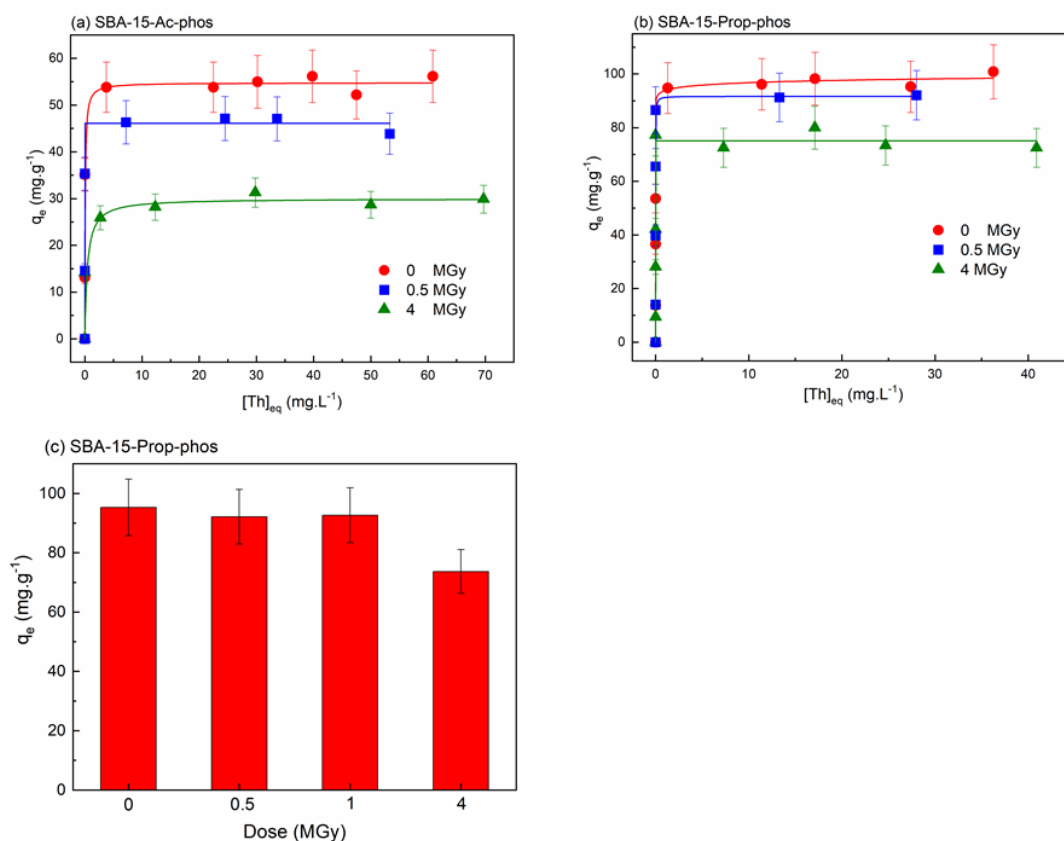 (a) SBA-15-Ac-phos
60
50
40
30
20
10
0
qe (mg.g-1)
0 MGy
0.5 MGy
4 MGy
0 10 20 30 40 50 60 70
[Th]eq (mg.L-1)
(b) SBA-15-Prop-phos
100
80
60
40
20
0
qe (mg.g-1)
0 MGy
0.5 MGy
4 MGy
0 10 20 30 40
[Th]eq (mg.L-1)
(c) SBA-15-Prop-phos
100
80
60
40
20
0
qe (mg.g-1)
0 0.5 1 4
Dose (MGy)